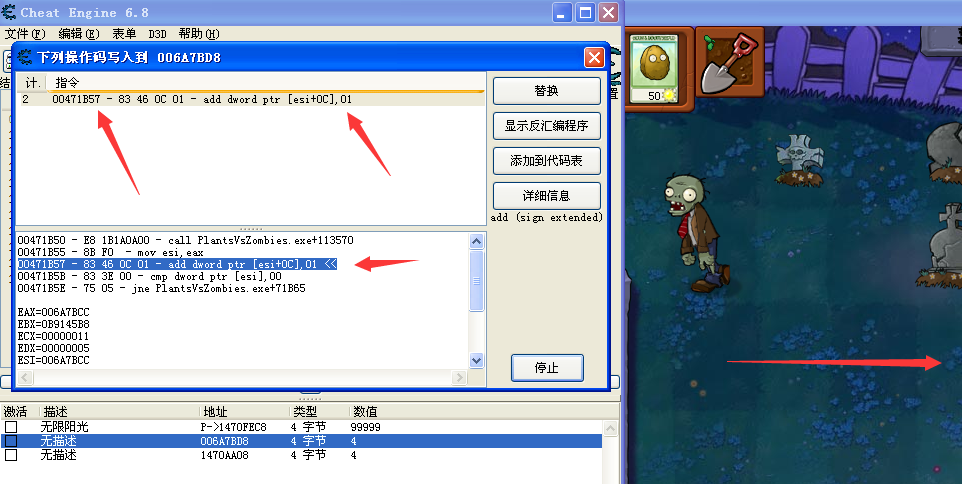 Cheat Engine 6.8
文件(F) 编辑(E) 表单 D3D 帮助(H)
下列操作码写入到 006A7BD8
计. 指令
2 00471B57 - 83 46 0C 01 - add dword ptr [esi+0C],01
替换
显示反汇编程序
添加到代码表
详细信息
add (sign extended)
00471B50 - E8 1B1A0A00 - call PlantsVsZombies.exe+113570
00471B55 - 8B F0 - mov esi,eax
00471B57 - 83 46 0C 01 - add dword ptr [esi+0C],01 <<
00471B5B - 83 3E 00 - cmp dword ptr [esi],00
00471B5E - 75 05 - jne PlantsVsZombies.exe+71B65
EAX=006A7BCC
EBX=0B9145B8
ECX=00000011
EDX=00000005
ESI=006A7BCC
停止
激活 描述 地址 类型 数值
无限阳光 P->1470FEC8 4 字节 99999
无描述 006A7BD8 4 字节 4
无描述 1470AA08 4 字节 4
结
置
50